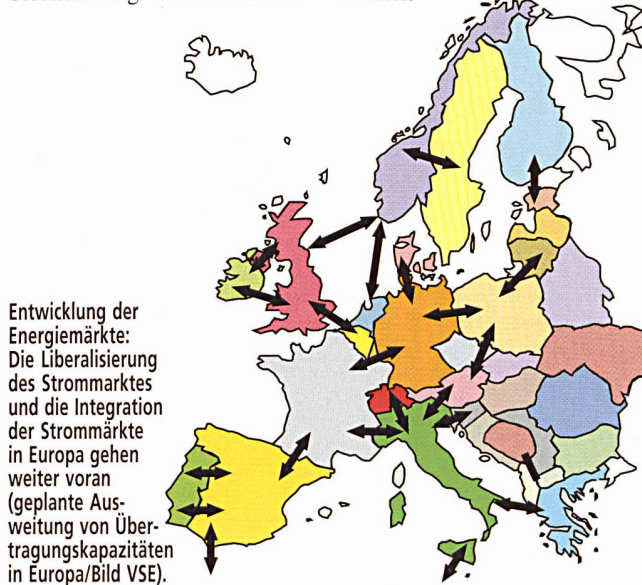 Entwicklung der
Energiemärkte:
Die Liberalisierung
des Strommarktes
und die Integration
der Strommärkte
in Europa gehen
weiter voran
(geplante Aus-
weitung von Über-
tragungskapazitäten
in Europa/Bild VSE).